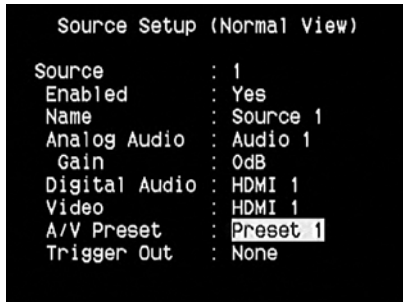 Source Setup (Normal View)
Source : 1
Enabled : Yes
Name : Source 1
Analog Audio : Audio 1
Gain : 0dB
Digital Audio : HDMI 1
Video : HDMI 1
A/V Preset : Preset 1
Trigger Out : None